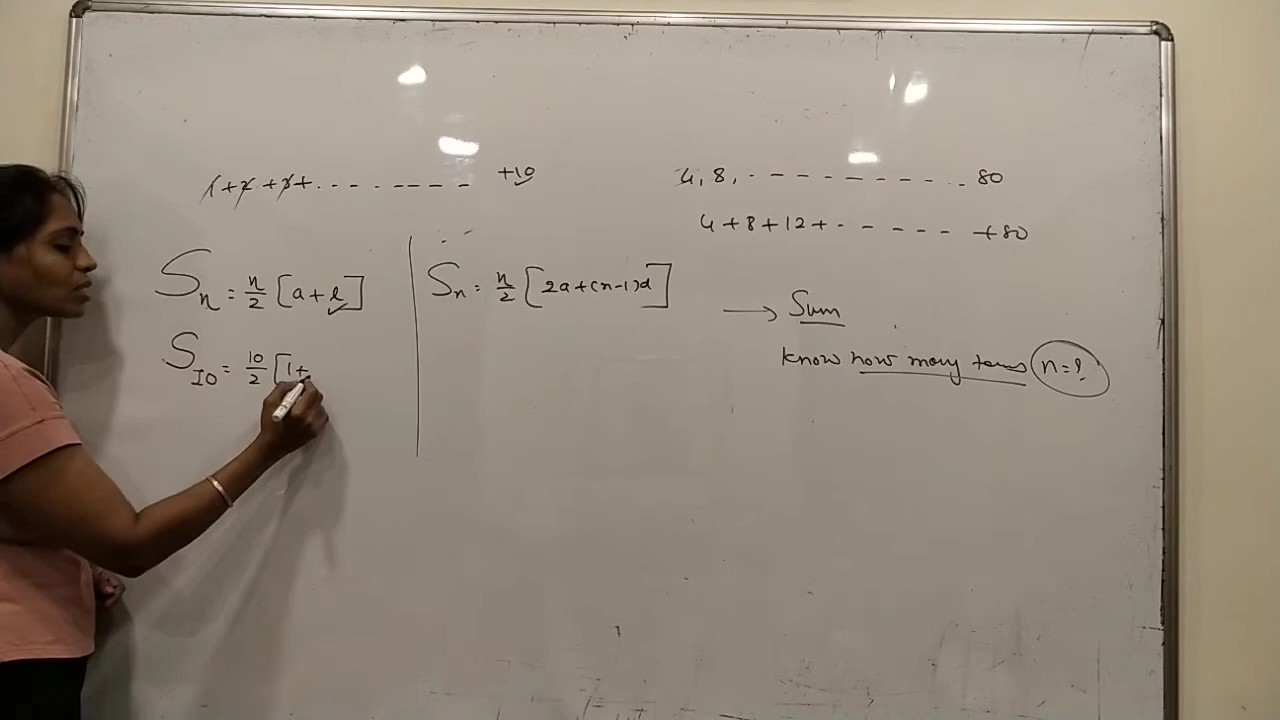 1+2+3+.--------- +10
4, 8, ---------- 80
4+8+12+------ +80
Sn = n/2 [a+l]
Sn = n/2 [2a+(n-1)d]
→ Sum
S10 = 10/2 [1+
Know how many terms n=?